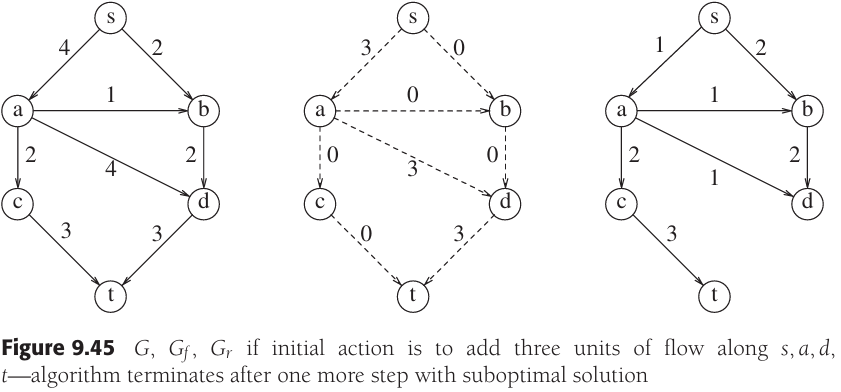 s s s
4 2 3 0 1 2
a 1 b a 0 b a 1 b
2 4 2 0 3 0 2 1 2
c d c d c d
3 3 0 3 3
t t t
Figure 9.45 G, Gf, Gr if initial action is to add three units of flow along s, a, d,
t—algorithm terminates after one more step with suboptimal solution